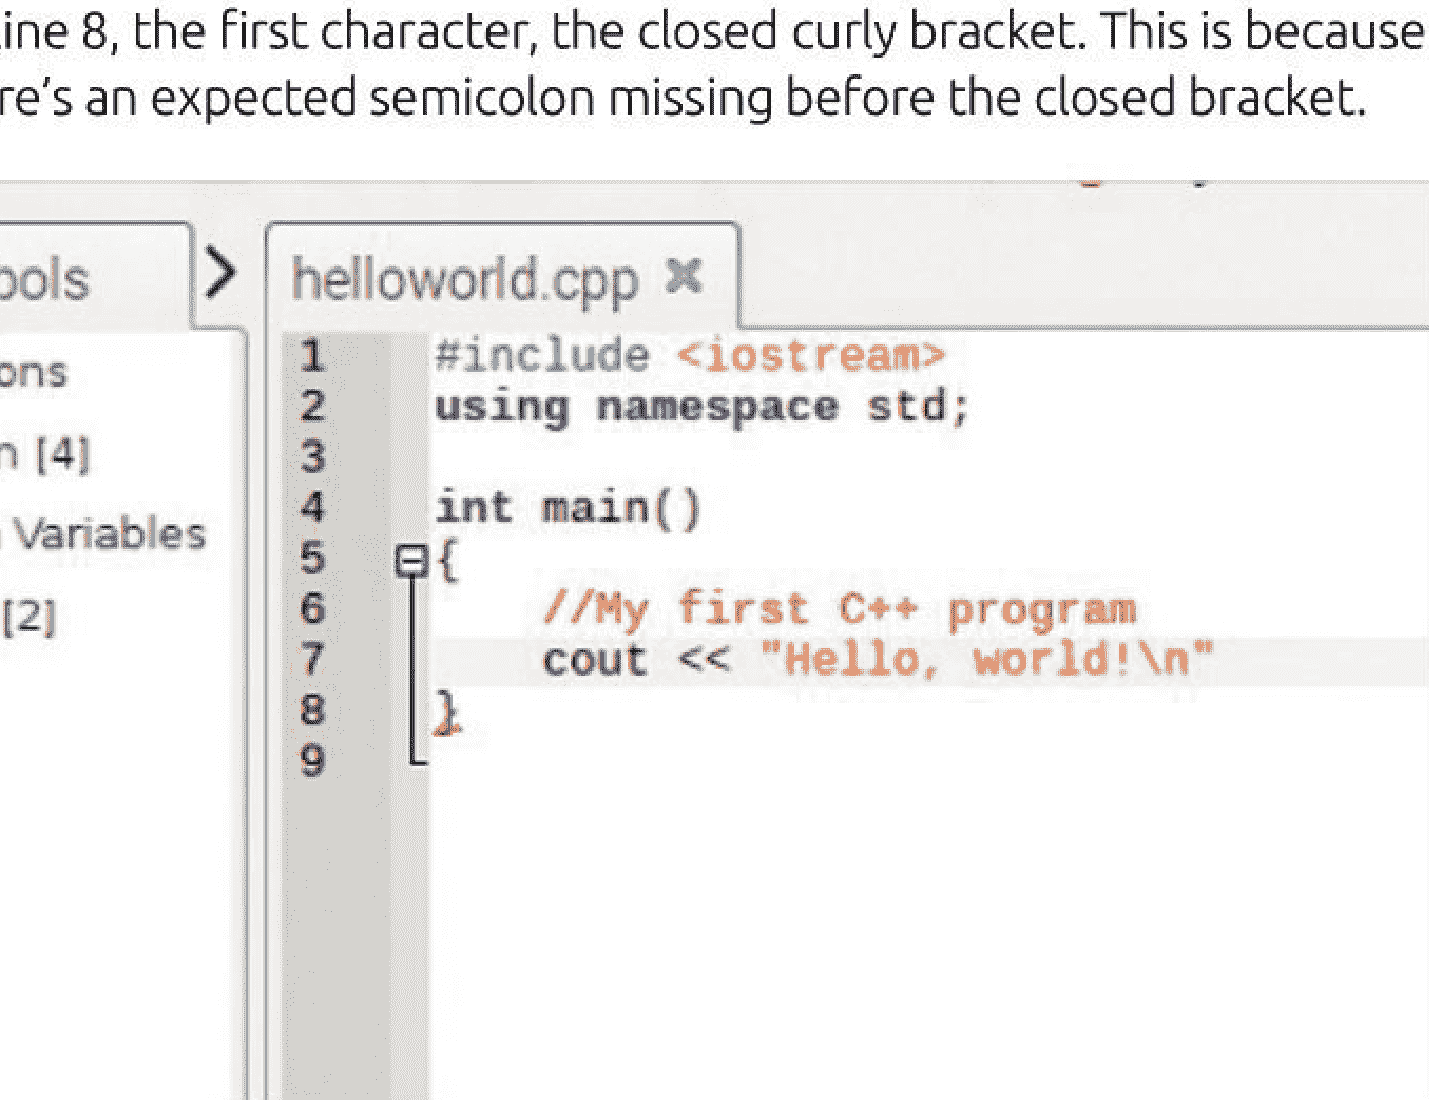 ine 8, the first character, the closed curly bracket. This is because
re's an expected semicolon missing before the closed bracket.
ools
helloworld.cpp
ons
n [4]
Variables
[2]
1 #include <iostream>
2 using namespace std;
3
4 int main()
5 {
6 //My first C++ program
7 cout << "Hello, world!\n"
8 }
9